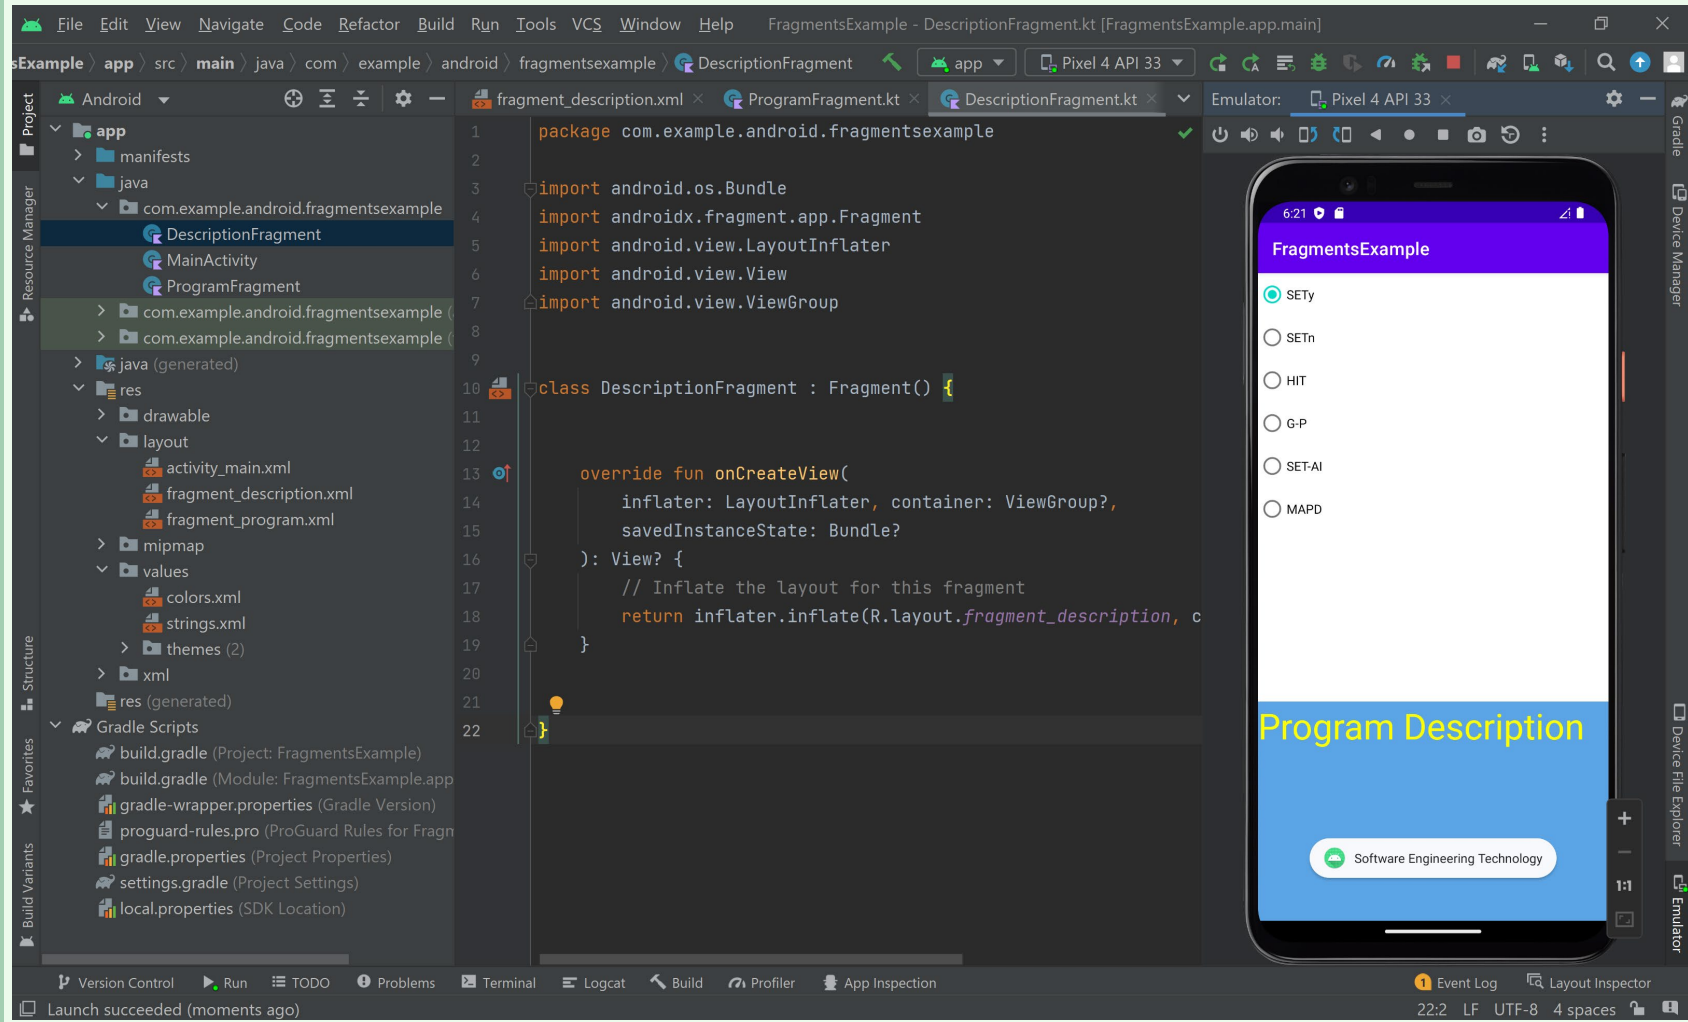 File Edit View Navigate Code Refactor Build Run Tools VCS Window Help FragmentsExample - DescriptionFragment.kt [FragmentsExample.app.main]
sExample app src main java com example android fragmentsexample DescriptionFragment app Pixel 4 API 33
Project
Resource Manager
Structure
Favorites
Build Variants
Android
app
manifests
java
com.example.android.fragmentsexample
DescriptionFragment
MainActivity
ProgramFragment
com.example.android.fragmentsexample (
com.example.android.fragmentsexample (
java (generated)
res
drawable
layout
activity_main.xml
fragment_description.xml
fragment_program.xml
mipmap
values
colors.xml
strings.xml
themes (2)
xml
res (generated)
Gradle Scripts
build.gradle (Project: FragmentsExample)
build.gradle (Module: FragmentsExample.app
gradle-wrapper.properties (Gradle Version)
proguard-rules.pro (ProGuard Rules for Fragm
gradle.properties (Project Properties)
settings.gradle (Project Settings)
local.properties (SDK Location)
fragment_description.xml ProgramFragment.kt DescriptionFragment.kt
1 package com.example.android.fragmentsexample
2
3 import android.os.Bundle
4 import androidx.fragment.app.Fragment
5 import android.view.LayoutInflater
6 import android.view.View
7 import android.view.ViewGroup
8
9
10 class DescriptionFragment : Fragment() {
11
12
13 override fun onCreateView(
14 inflater: LayoutInflater, container: ViewGroup?,
15 savedInstanceState: Bundle?
16 ): View? {
17 // Inflate the layout for this fragment
18 return inflater.inflate(R.layout.fragment_description, c
19 }
20
21
22 }
Emulator: Pixel 4 API 33
6:21
FragmentsExample
SETy
SETn
HIT
G-P
SET-AI
MAPD
Program Description
Software Engineering Technology
1:1
Gradle
Device Manager
Device File Explorer
Emulator
Version Control Run TODO Problems Terminal Logcat Build Profiler App Inspection 1 Event Log Layout Inspector
Launch succeeded (moments ago) 22:2 LF UTF-8 4 spaces